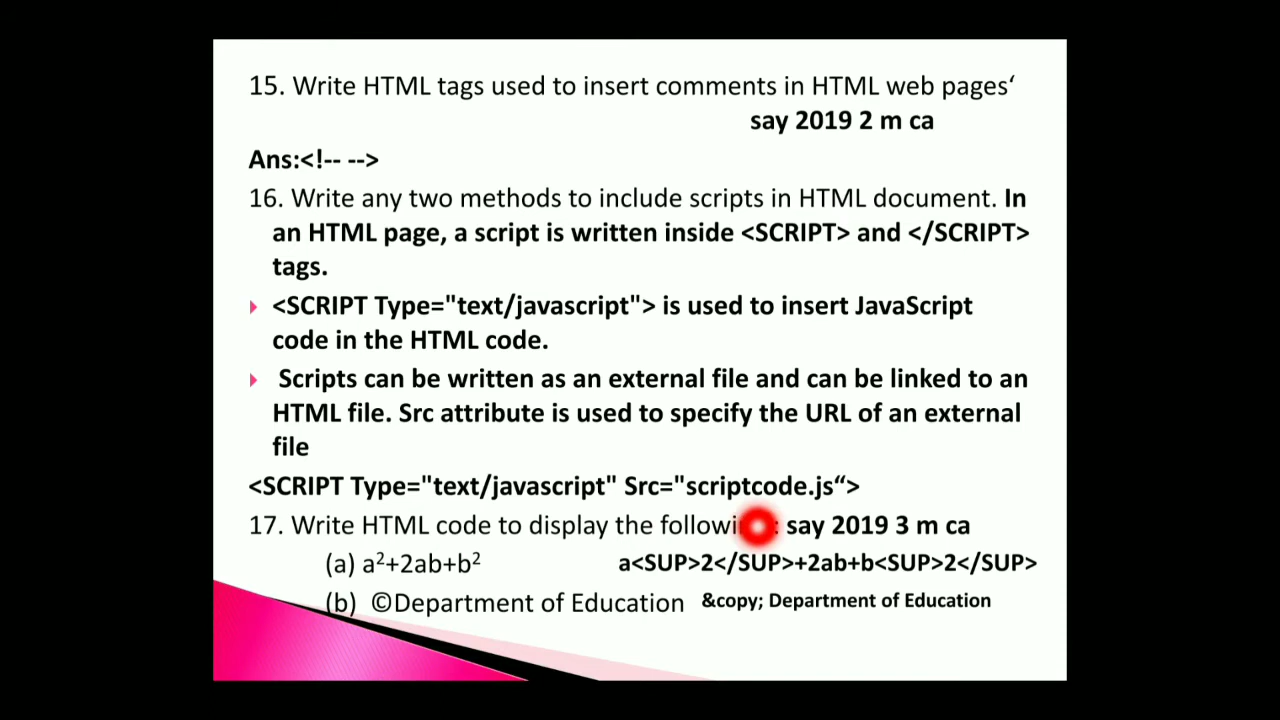 15. Write HTML tags used to insert comments in HTML web pages‘
say 2019 2 m ca
Ans:<!-- -->
16. Write any two methods to include scripts in HTML document. In
an HTML page, a script is written inside <SCRIPT> and </SCRIPT>
tags.
<SCRIPT Type="text/javascript"> is used to insert JavaScript
code in the HTML code.
Scripts can be written as an external file and can be linked to an
HTML file. Src attribute is used to specify the URL of an external
file
<SCRIPT Type="text/javascript" Src="scriptcode.js“>
17. Write HTML code to display the following: say 2019 3 m ca
(a) a²+2ab+b² a<SUP>2</SUP>+2ab+b<SUP>2</SUP>
(b) ©Department of Education &copy; Department of Education